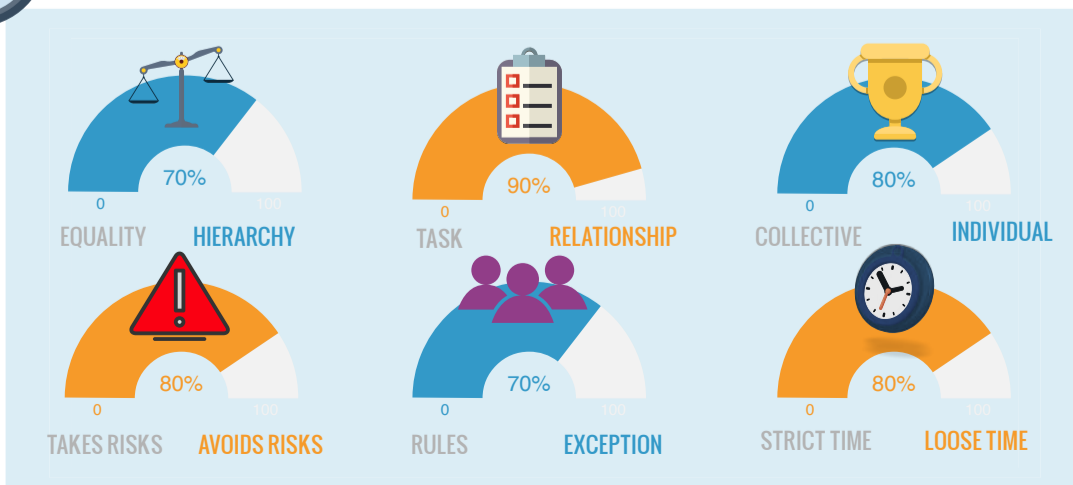 70%
0 100
EQUALITY HIERARCHY
90%
0 100
TASK RELATIONSHIP
80%
0 100
COLLECTIVE INDIVIDUAL
80%
0 100
TAKES RISKS AVOIDS RISKS
70%
0 100
RULES EXCEPTION
80%
0 100
STRICT TIME LOOSE TIME